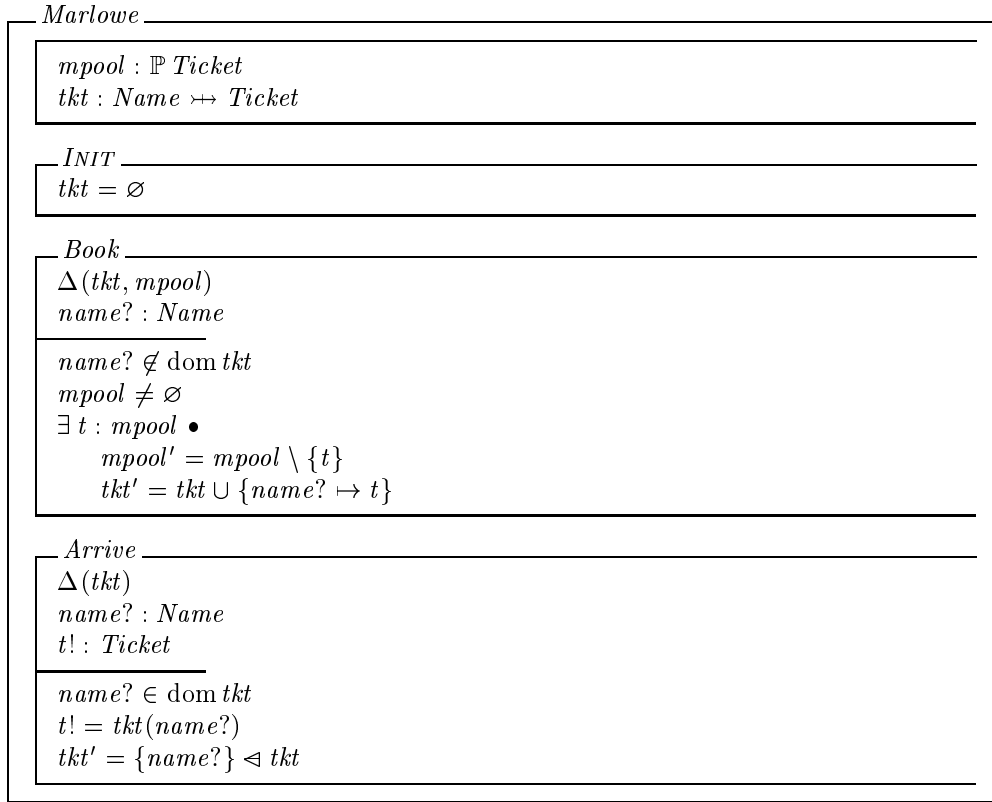 Marlowe
mpool : ℙ Ticket
tkt : Name ⤔ Ticket
INIT
tkt = ∅
Book
Δ(tkt, mpool)
name? : Name
name? ∉ dom tkt
mpool ≠ ∅
∃ t : mpool •
mpool′ = mpool \ {t}
tkt′ = tkt ∪ {name? ↦ t}
Arrive
Δ(tkt)
name? : Name
t! : Ticket
name? ∈ dom tkt
t! = tkt(name?)
tkt′ = {name?} ⩤ tkt